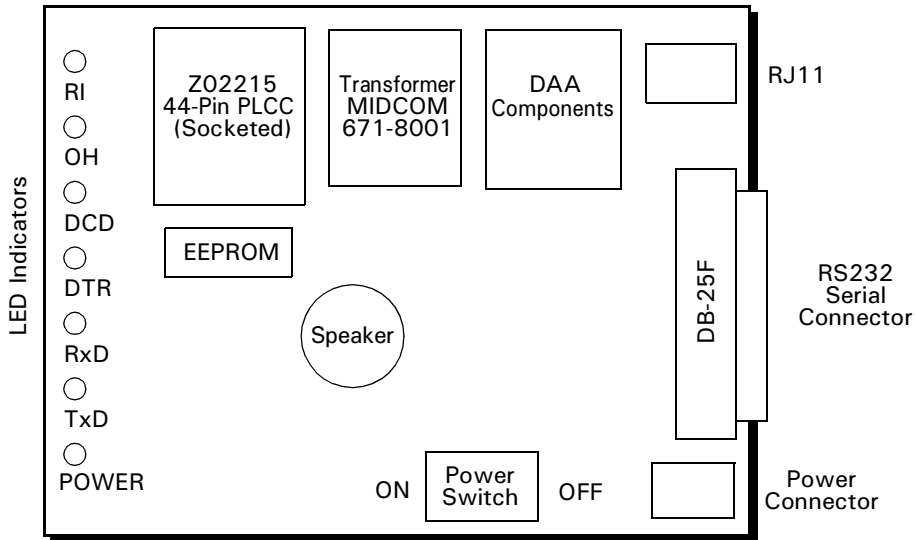 LED Indicators
RI
OH
DCD
DTR
RxD
TxD
POWER
Z02215
44-Pin PLCC
(Socketed)
Transformer
MIDCOM
671-8001
DAA
Components
RJ11
EEPROM
Speaker
DB-25F
RS232
Serial
Connector
ON
Power
Switch
OFF
Power
Connector